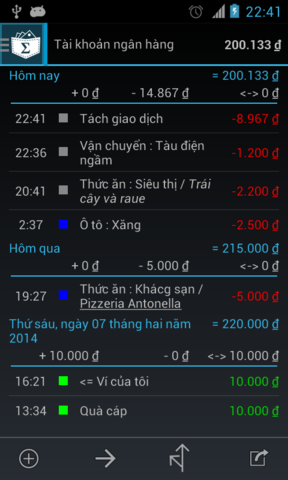 22:41
Σ
Tài khoản ngân hàng 200.133 ₫
Hôm nay = 200.133 ₫
+ 0 ₫ - 14.867 ₫ <-> 0 ₫
22:41 Tách giao dịch -8.967 ₫
22:36 Vận chuyển : Tàu điện
ngầm -1.200 ₫
20:41 Thức ăn : Siêu thị / Trái
cây và raue -2.200 ₫
2:37 Ô tô : Xăng -2.500 ₫
Hôm qua = 215.000 ₫
+ 0 ₫ - 5.000 ₫ <-> 0 ₫
19:27 Thức ăn : Khácg sạn /
Pizzeria Antonella -5.000 ₫
Thứ sáu, ngày 07 tháng hai năm
2014 = 220.000 ₫
+ 10.000 ₫ - 0 ₫ <-> 10.000 ₫
16:21 <= Ví của tôi 10.000 ₫
13:34 Quà cáp 10.000 ₫